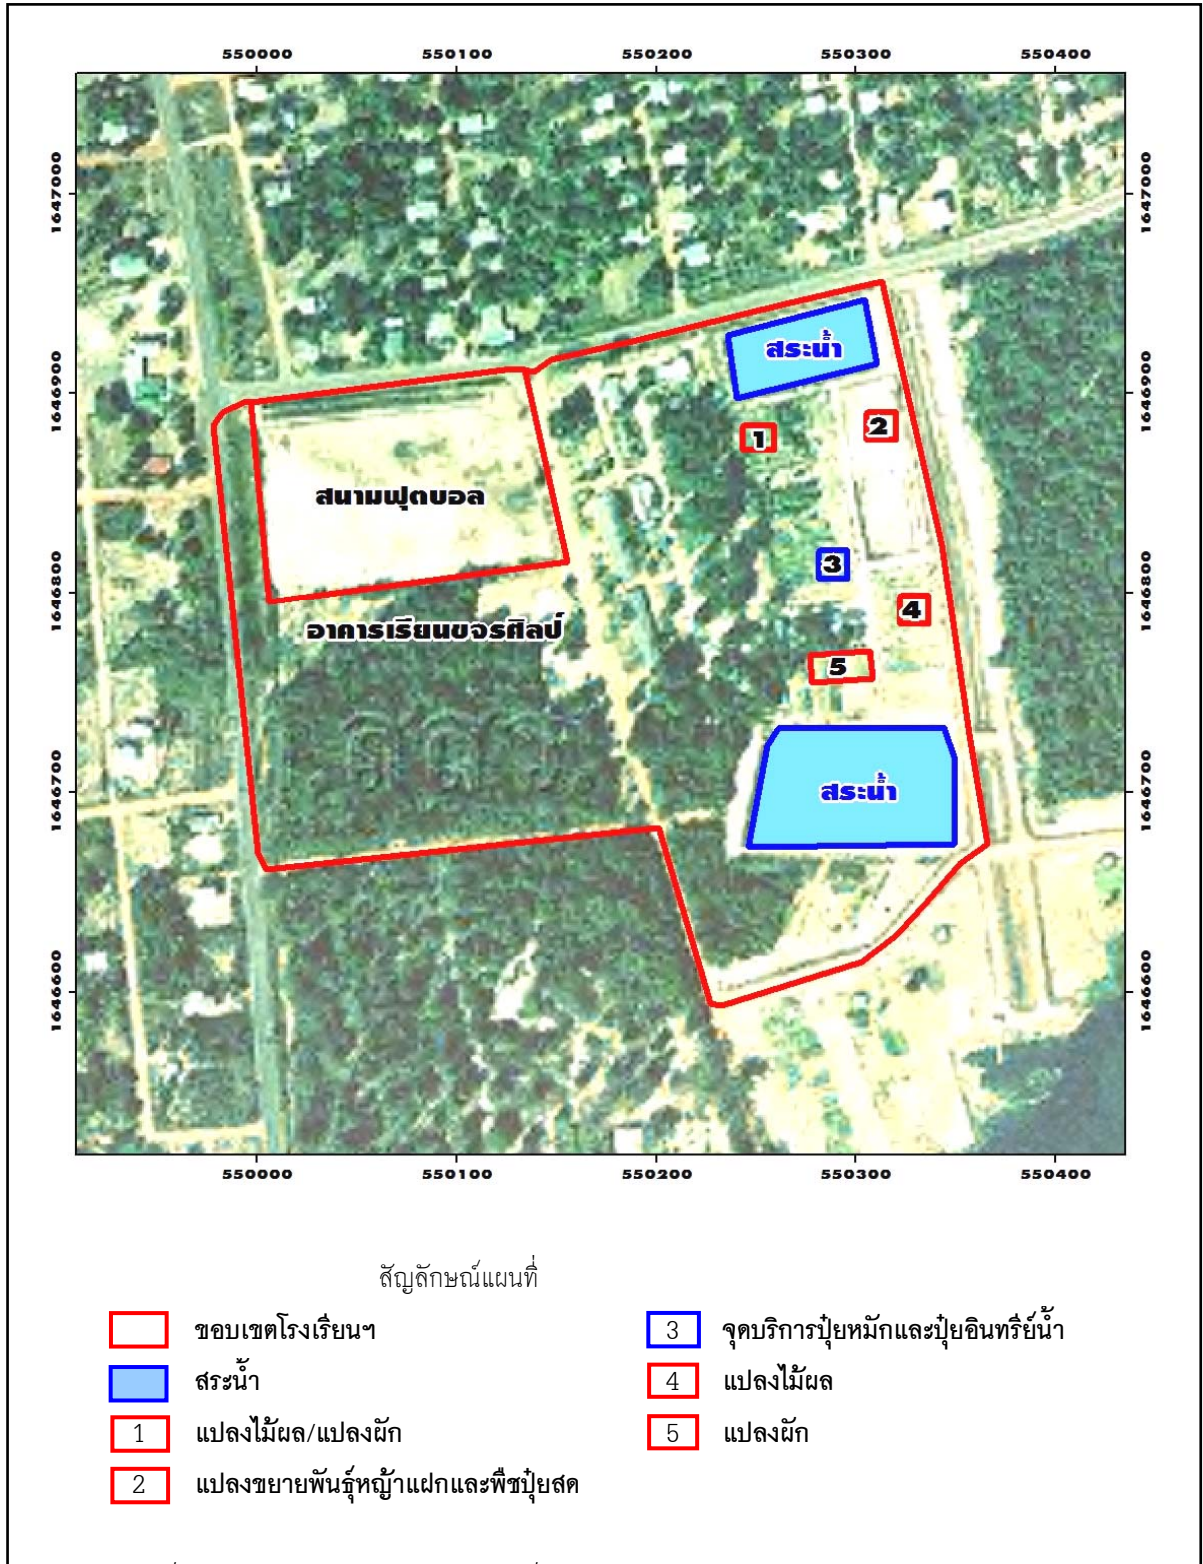 550000 550100 550200 550300 550400
1647000 1647000
สระน้ำ
1646900 1646900
1 2
สนามฟุตบอล
3
1646800 1646800
4
อาคารเรียนขจรศิลป์
5
1646700 สระน้ำ 1646700
1646600 1646600
550000 550100 550200 550300 550400
สัญลักษณ์แผนที่
ขอบเขตโรงเรียนฯ
สระน้ำ
1 แปลงไม้ผล/แปลงผัก
2 แปลงขยายพันธุ์หญ้าแฝกและพืชปุ๋ยสด
3 จุดบริการปุ๋ยหมักและปุ๋ยอินทรีย์น้ำ
4 แปลงไม้ผล
5 แปลงผัก